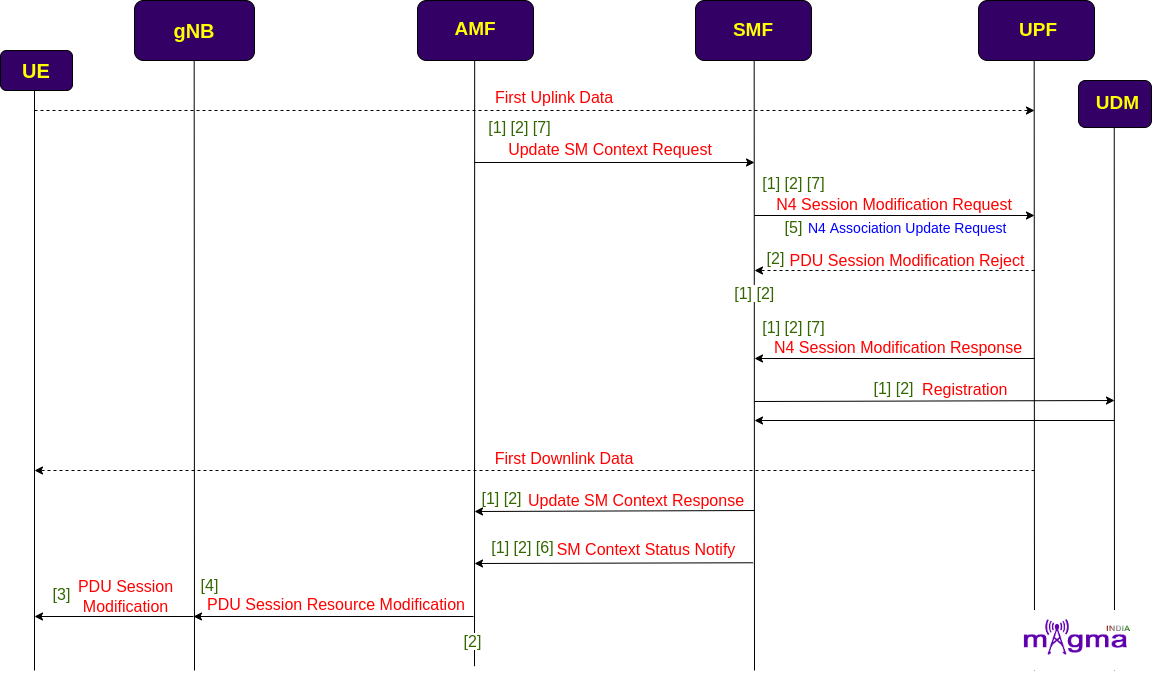 gNB
AMF
SMF
UPF
UE
UDM
First Uplink Data
[1] [2] [7]
Update SM Context Request
[1] [2] [7]
N4 Session Modification Request
[5] N4 Association Update Request
[2] PDU Session Modification Reject
[1] [2]
[1] [2] [7]
N4 Session Modification Response
[1] [2] Registration
First Downlink Data
[1] [2] Update SM Context Response
[1] [2] [6] SM Context Status Notify
[3] PDU Session
Modification
[4]
PDU Session Resource Modification
[2]
INDIA
magma